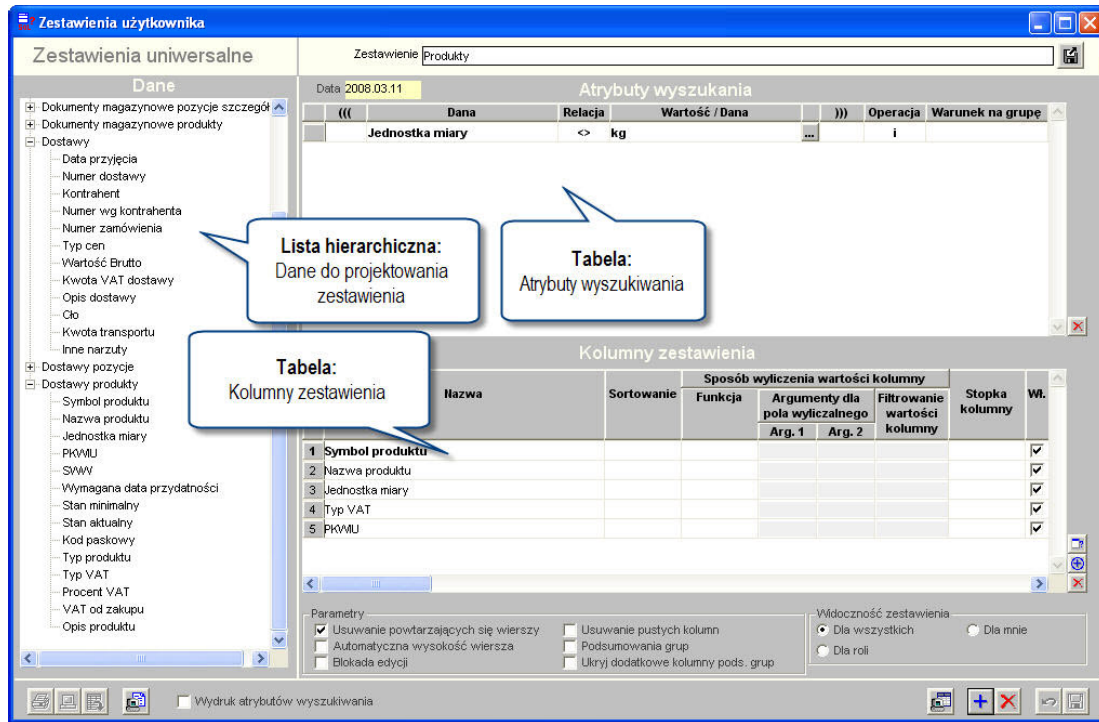 Zestawienia użytkownika
Zestawienia uniwersalne
Zestawienie Produkty
Dane
Data 2008.03.11
Atrybuty wyszukania
Dokumenty magazynowe pozycje szczegół
Dokumenty magazynowe produkty
Dostawy
Data przyjęcia
Numer dostawy
Kontrahent
Numer wg kontrahenta
Numer zamówienia
Typ cen
Wartość Brutto
Kwota VAT dostawy
Opis dostawy
Cło
Kwota transportu
Inne narzuty
Dostawy pozycje
Dostawy produkty
Symbol produktu
Nazwa produktu
Jednostka miary
PKWIU
SWW
Wymagana data przydatności
Stan minimalny
Stan aktualny
Kod paskowy
Typ produktu
Typ VAT
Procent VAT
VAT od zakupu
Opis produktu
((( Dana Relacja Wartość / Dana ))) Operacja Warunek na grupę
Jednostka miary <> kg ... i
Lista hierarchiczna:
Dane do projektowania
zestawienia
Tabela:
Atrybuty wyszukiwania
Tabela:
Kolumny zestawienia
Kolumny zestawienia
Nazwa Sortowanie Sposób wyliczenia wartości kolumny Stopka kolumny Wł.
Funkcja Argumenty dla pola wyliczalnego Filtrowanie wartości kolumny
Arg. 1 Arg. 2
1 Symbol produktu
2 Nazwa produktu
3 Jednostka miary
4 Typ VAT
5 PKWIU
Parametry
Usuwanie powtarzających się wierszy
Automatyczna wysokość wiersza
Blokada edycji
Usuwanie pustych kolumn
Podsumowania grup
Ukryj dodatkowe kolumny pods. grup
Widoczność zestawienia
Dla wszystkich
Dla mnie
Dla roli
Wydruk atrybutów wyszukiwania